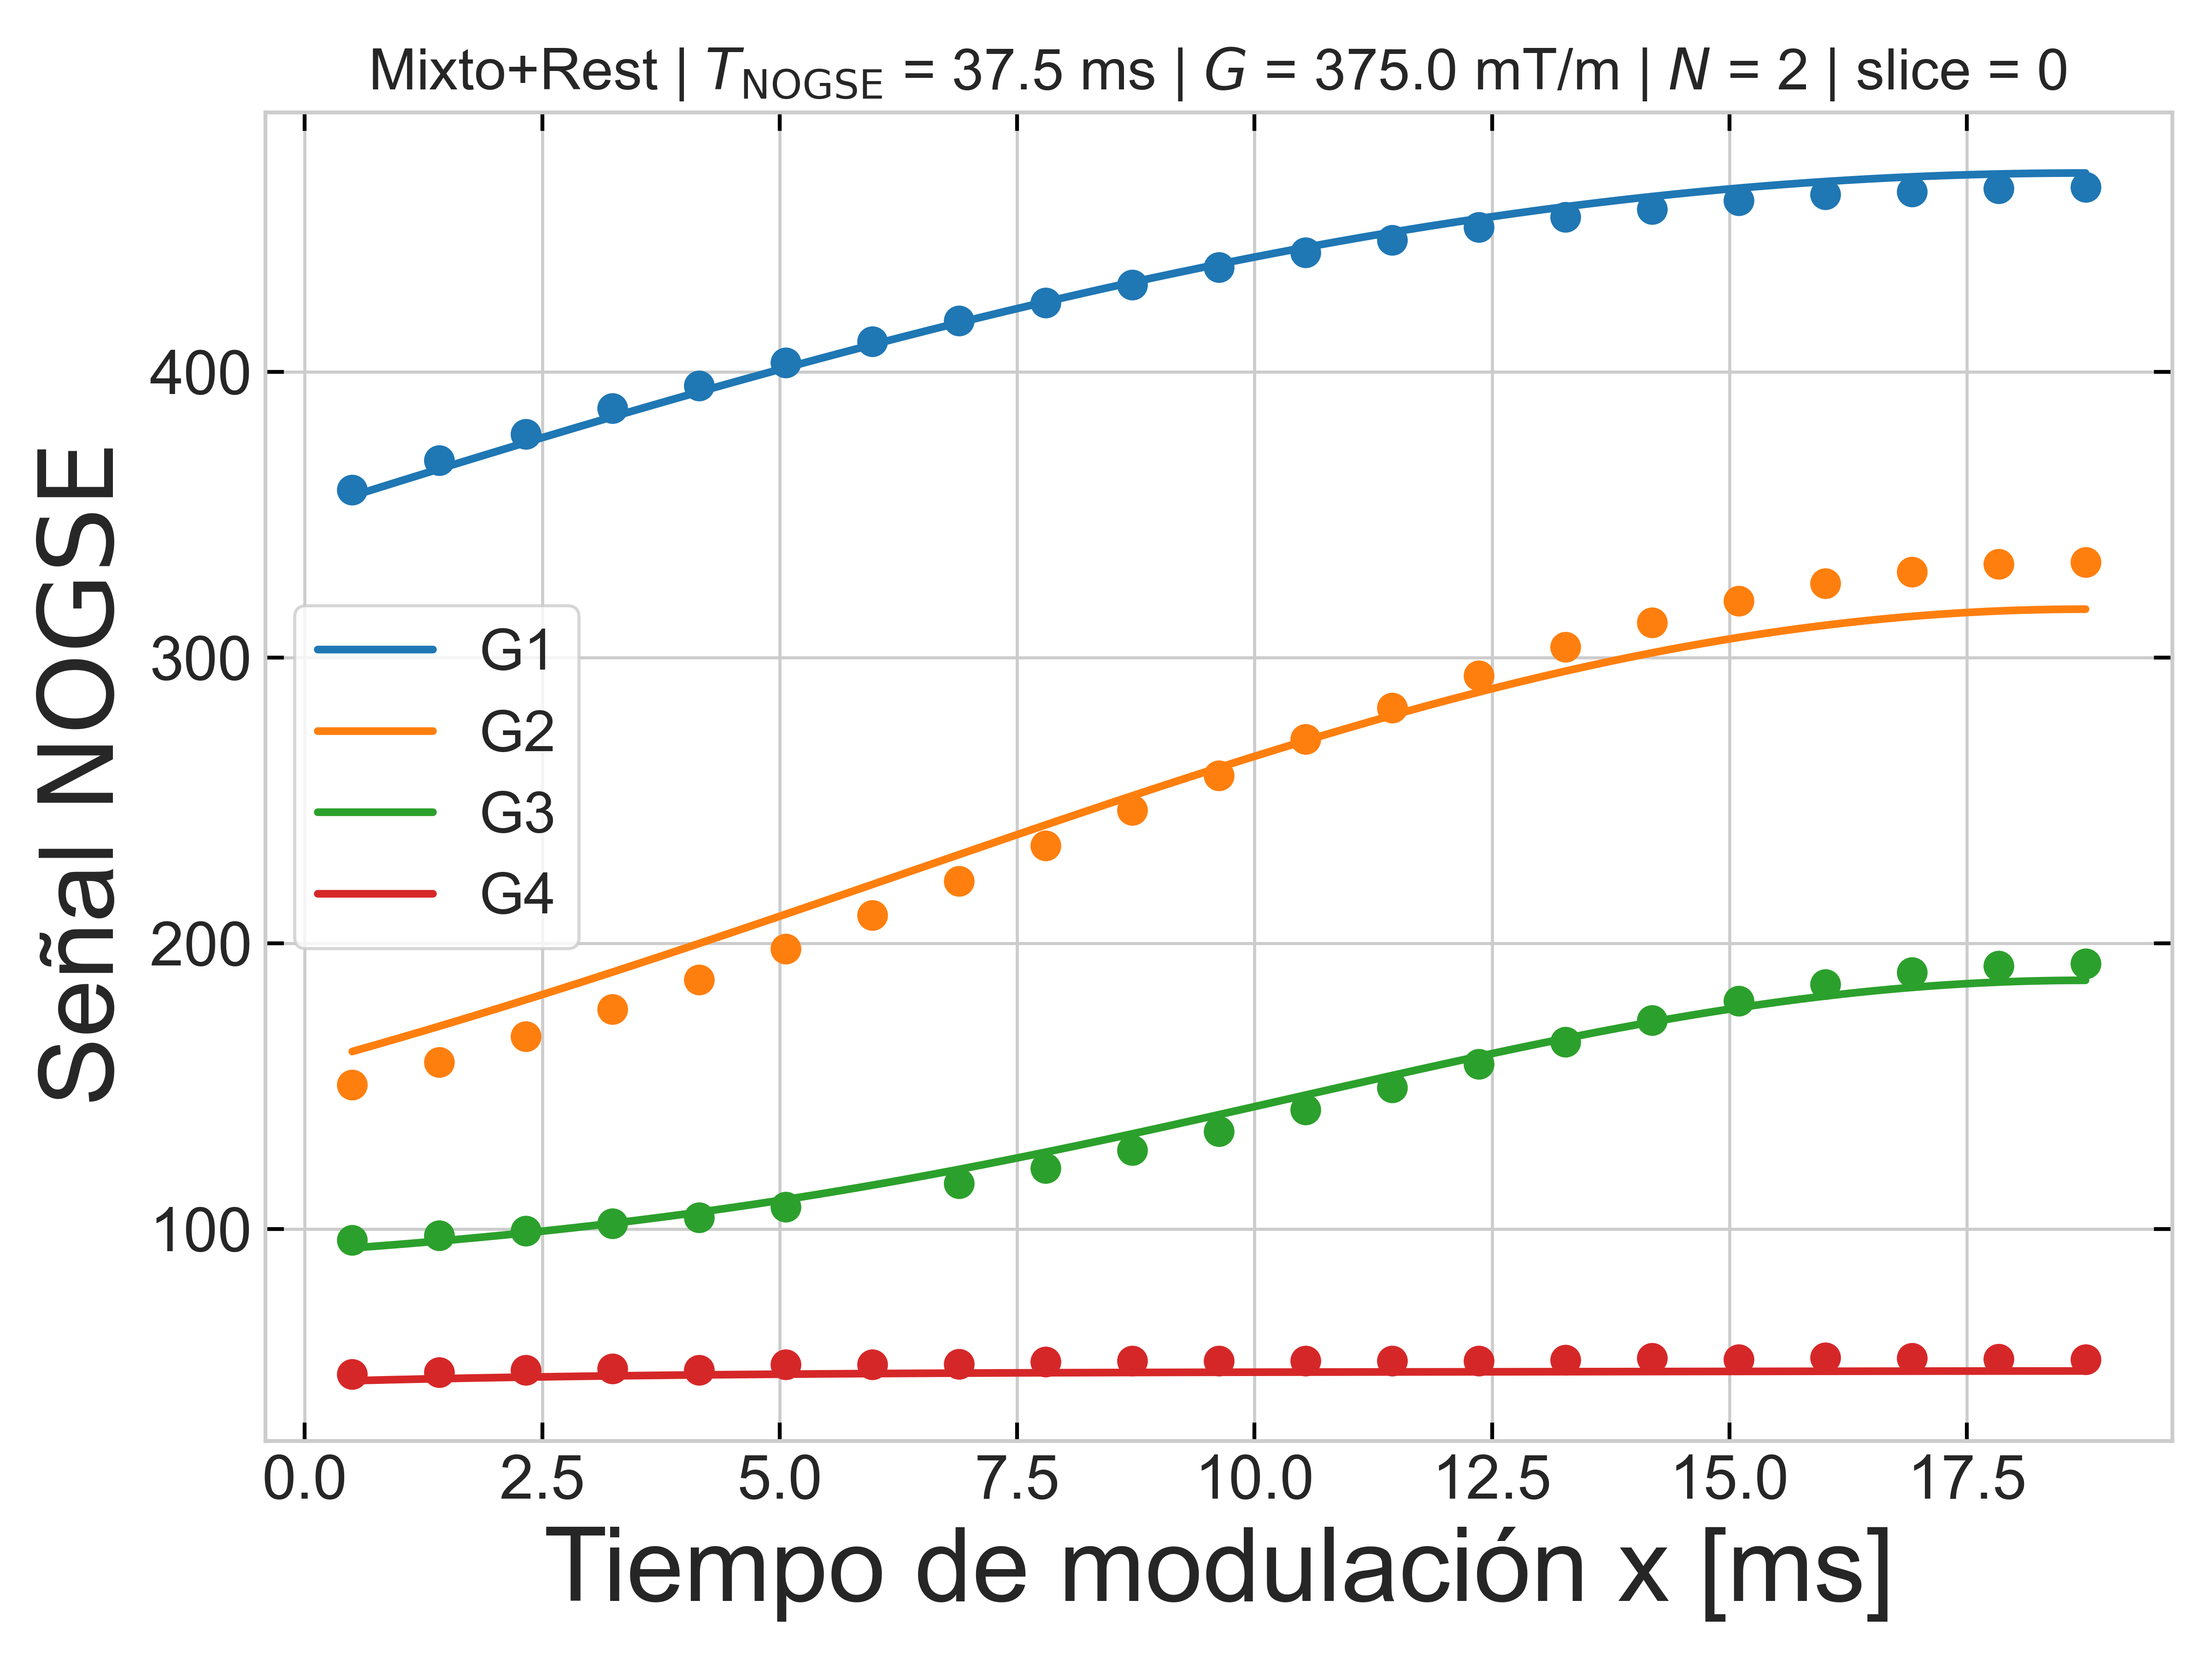 Mixto+Rest | T_NOGSE = 37.5 ms | G = 375.0 mT/m | N = 2 | slice = 0
Señal NOGSE
400
300
200
100
G1
G2
G3
G4
0.0 2.5 5.0 7.5 10.0 12.5 15.0 17.5
Tiempo de modulación x [ms]